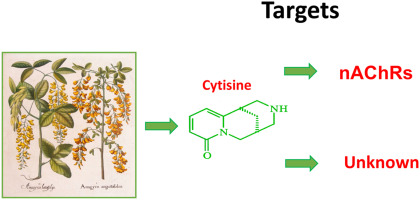 Targets
nAChRs
Cytisine
NH
N
O
Unknown